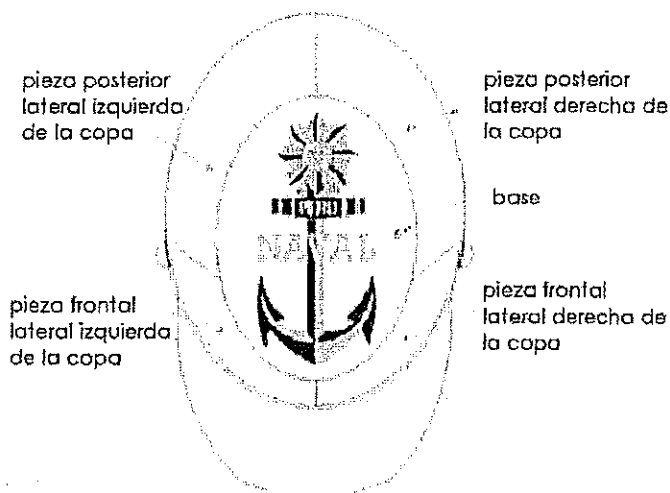 pieza posterior
lateral izquierda
de la copa
pieza posterior
lateral derecha de
la copa
base
NAVAL
pieza frontal
lateral izquierda
de la copa
pieza frontal
lateral derecha de
la copa